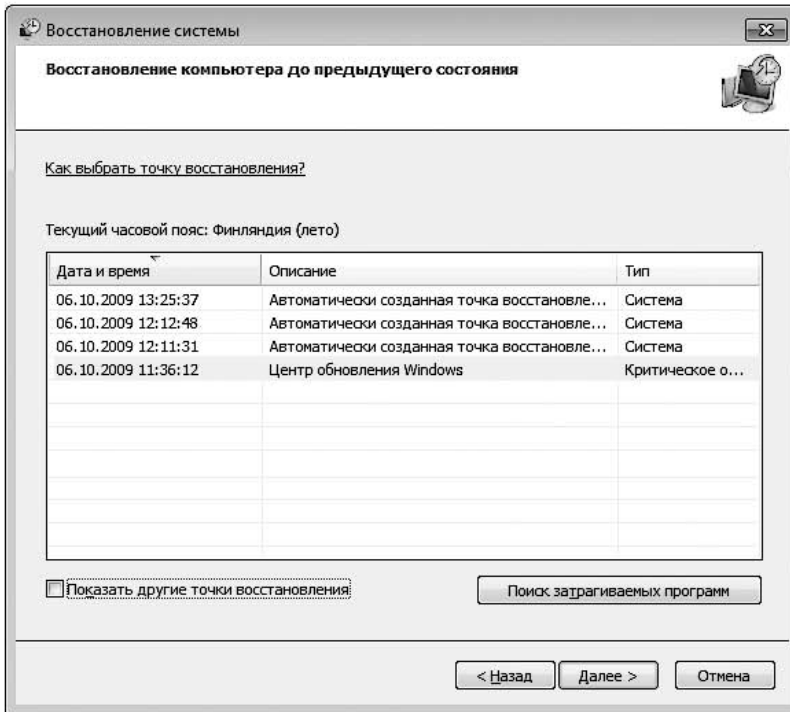 Восстановление системы
Восстановление компьютера до предыдущего состояния
Как выбрать точку восстановления?
Текущий часовой пояс: Финляндия (лето)
Дата и время Описание Тип
06.10.2009 13:25:37 Автоматически созданная точка восстановле... Система
06.10.2009 12:12:48 Автоматически созданная точка восстановле... Система
06.10.2009 12:11:31 Автоматически созданная точка восстановле... Система
06.10.2009 11:36:12 Центр обновления Windows Критическое о...
Показать другие точки восстановления Поиск затрагиваемых программ
< Назад Далее > Отмена